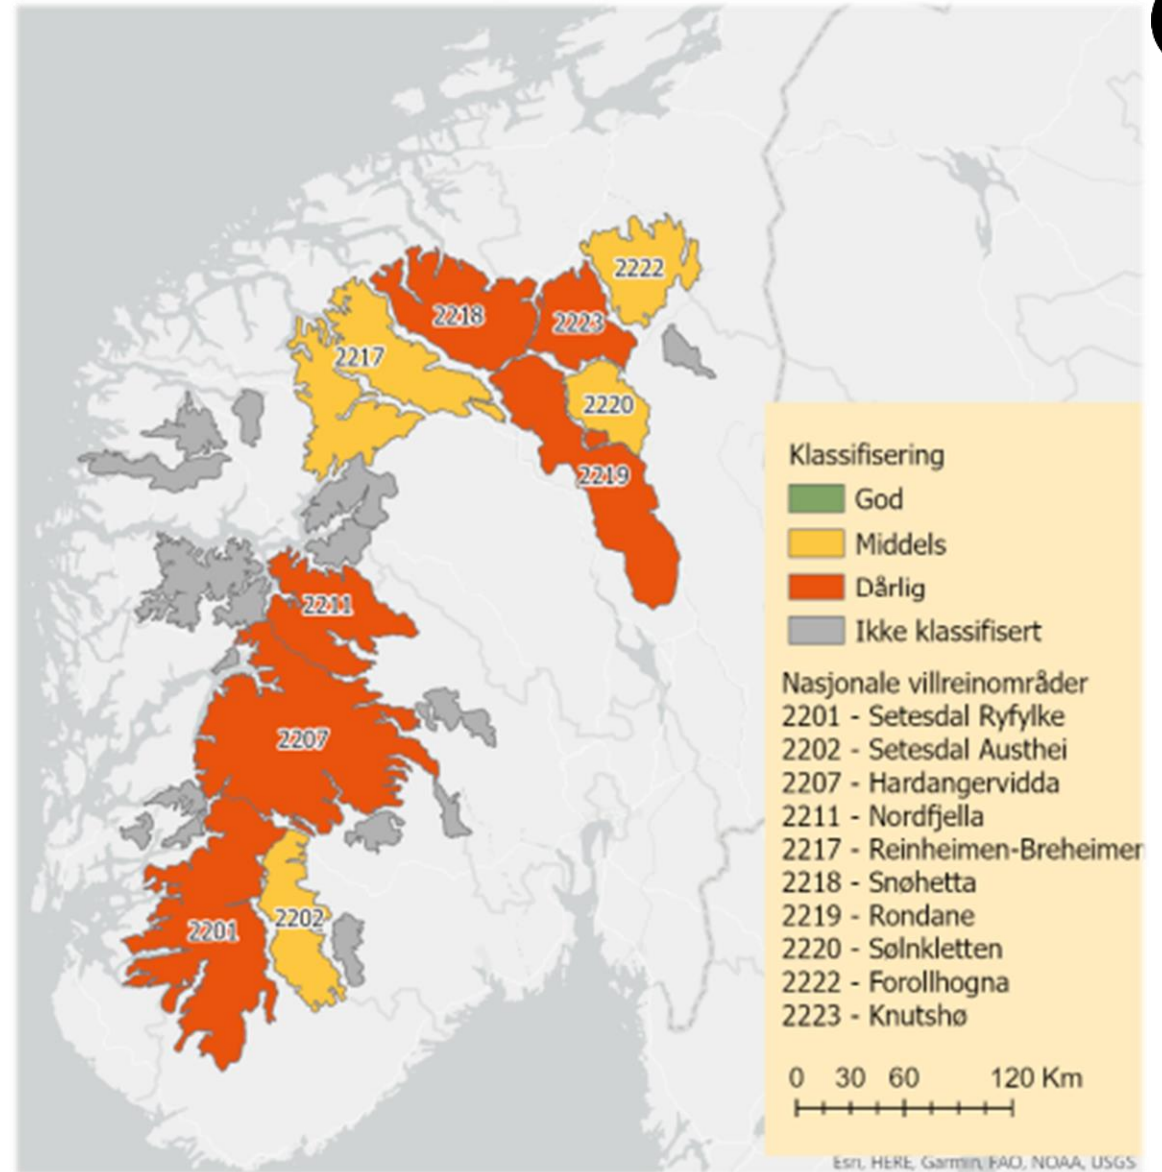 2222
2218
2223
2217
2220
2219
2211
2207
2202
2201
Klassifisering
God
Middels
Dårlig
Ikke klassifisert
Nasjonale villreinområder
2201 - Setesdal Ryfylke
2202 - Setesdal Austhei
2207 - Hardangervidda
2211 - Nordfjella
2217 - Reinheimen-Breheimen
2218 - Snøhetta
2219 - Rondane
2220 - Sølnkletten
2222 - Forollhogna
2223 - Knutshø
0 30 60 120 Km
Esri, HERE, Garmin, FAO, NOAA, USGS